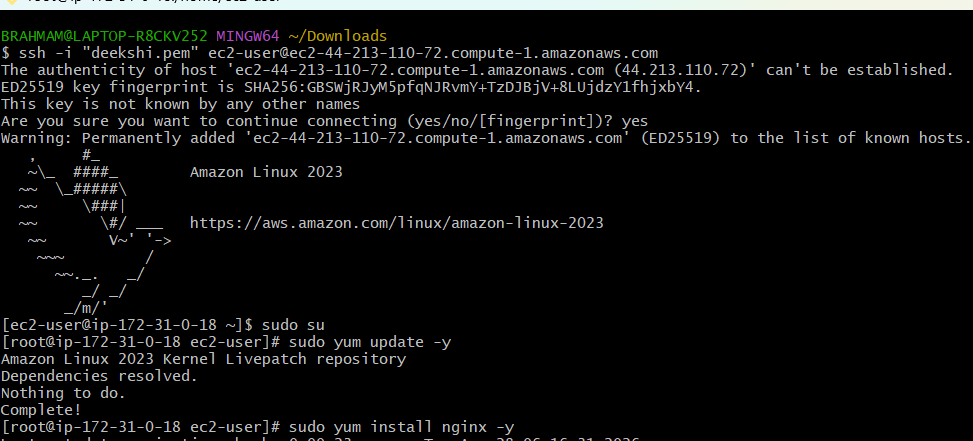 BRAHMAM@LAPTOP-R8CKV252 MINGW64 ~/Downloads
$ ssh -i "deekshi.pem" ec2-user@ec2-44-213-110-72.compute-1.amazonaws.com
The authenticity of host 'ec2-44-213-110-72.compute-1.amazonaws.com (44.213.110.72)' can't be established.
ED25519 key fingerprint is SHA256:GBSWjRJyM5pfqNJRvmY+TzDJBjV+8LUjdzY1fhjxbY4.
This key is not known by any other names
Are you sure you want to continue connecting (yes/no/[fingerprint])? yes
Warning: Permanently added 'ec2-44-213-110-72.compute-1.amazonaws.com' (ED25519) to the list of known hosts.
   ,     #_
   ~\_  ####_        Amazon Linux 2023
  ~~  \_#####\
  ~~     \###|
  ~~       \#/ ___   https://aws.amazon.com/linux/amazon-linux-2023
   ~~       V~' '->
    ~~~         /
      ~~._.   _/
         _/ _/
       _/m/'
[ec2-user@ip-172-31-0-18 ~]$ sudo su
[root@ip-172-31-0-18 ec2-user]# sudo yum update -y
Amazon Linux 2023 Kernel Livepatch repository
Dependencies resolved.
Nothing to do.
Complete!
[root@ip-172-31-0-18 ec2-user]# sudo yum install nginx -y